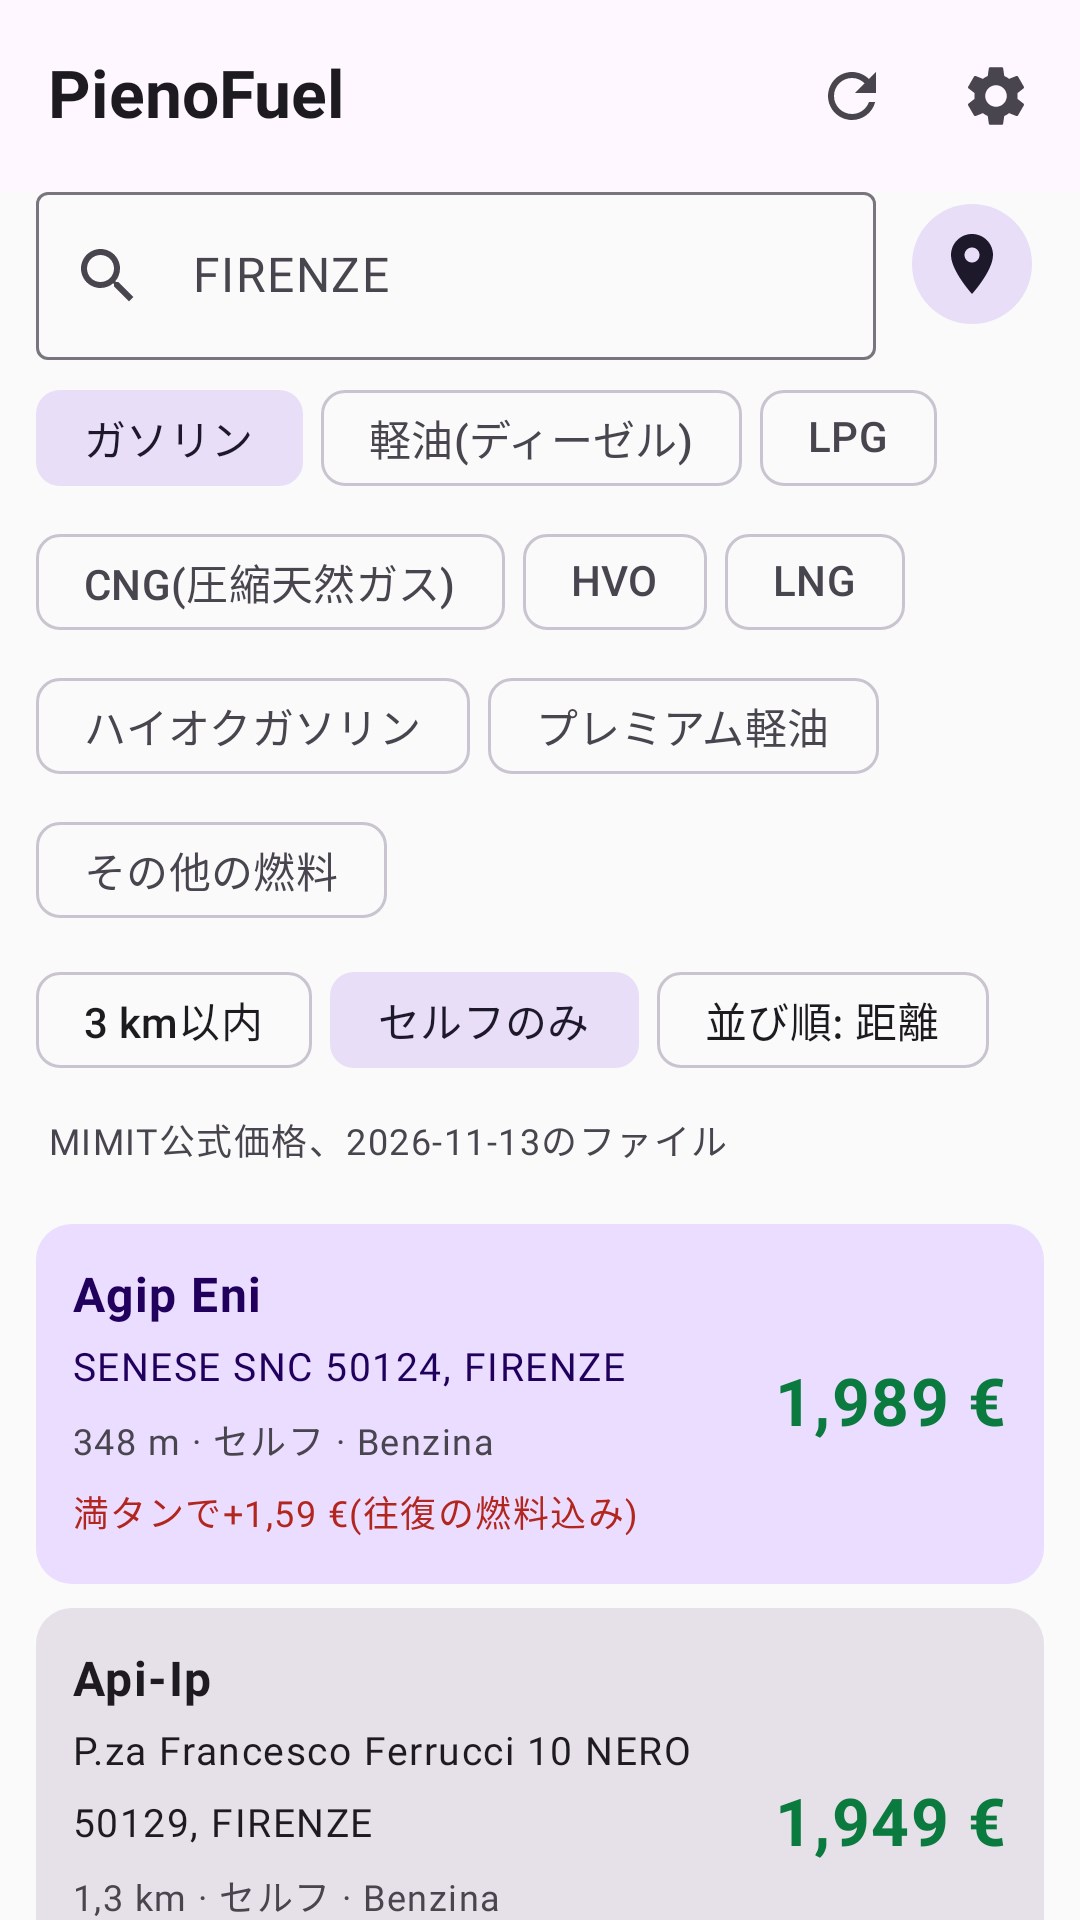 PienoFuel
FIRENZE
ガソリン
軽油(ディーゼル)
LPG
CNG(圧縮天然ガス)
HVO
LNG
ハイオクガソリン
プレミアム軽油
その他の燃料
3 km以内
セルフのみ
並び順: 距離
MIMIT公式価格、2026-11-13のファイル
Agip Eni
SENESE SNC 50124, FIRENZE
1,989 €
348 m · セルフ · Benzina
満タンで+1,59 €(往復の燃料込み)
Api-Ip
P.za Francesco Ferrucci 10 NERO
50129, FIRENZE
1,949 €
1,3 km · セルフ · Benzina